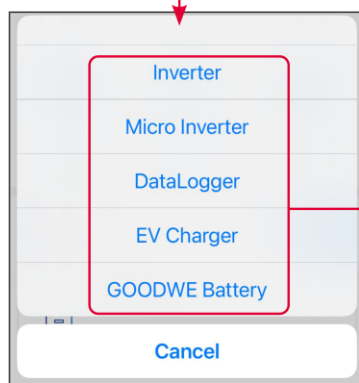 Inverter
Micro Inverter
DataLogger
EV Charger
GOODWE Battery
Cancel